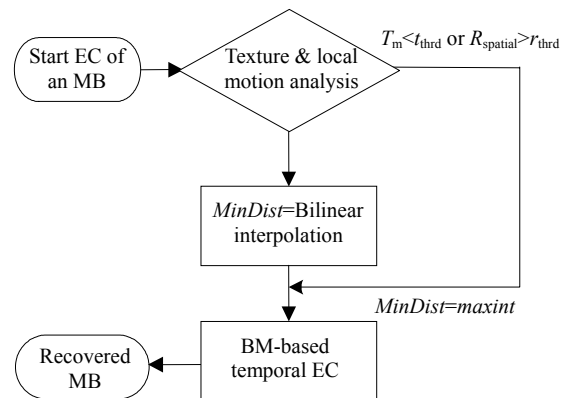 Start EC of
an MB
Texture & local
motion analysis
Tm<tthrd or Rspatial>rthrd
MinDist=Bilinear
interpolation
MinDist=maxint
BM-based
temporal EC
Recovered
MB